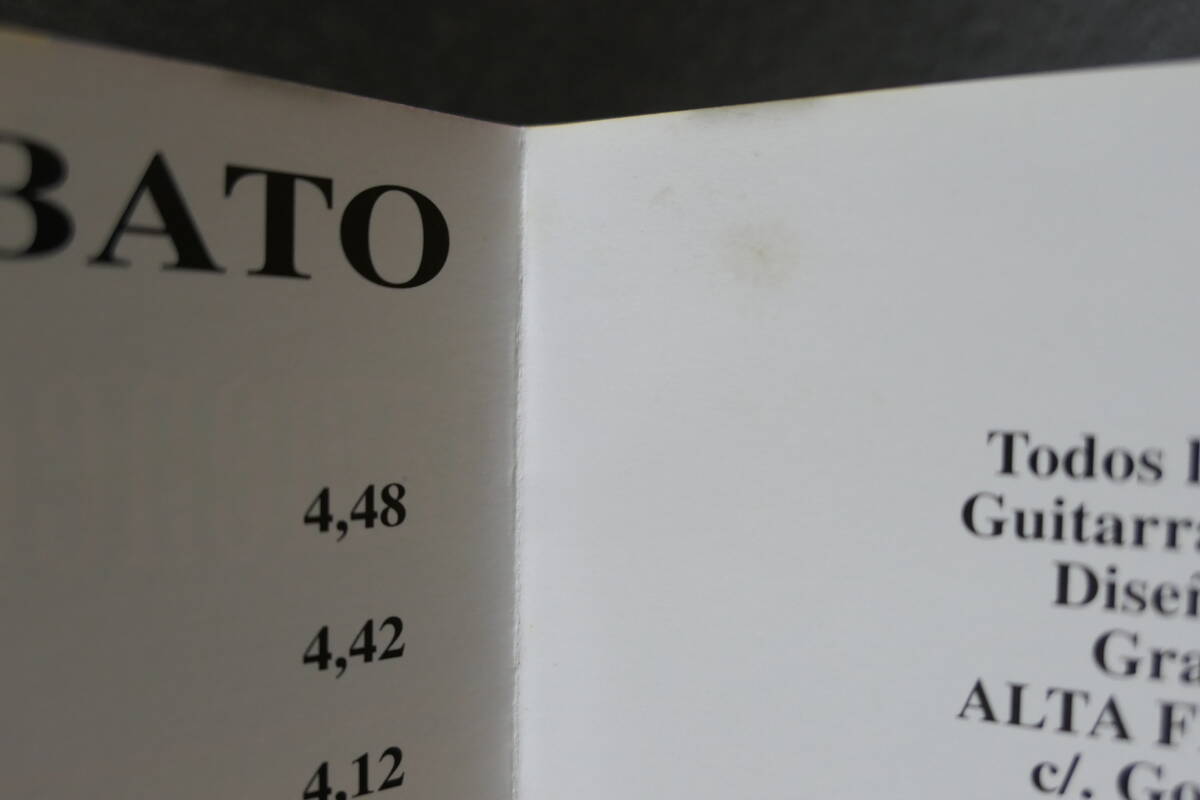 BATO
4,48
4,42
4,12
Todos l
Guitarra
Diseñ
Gra
ALTA F
c/. Go